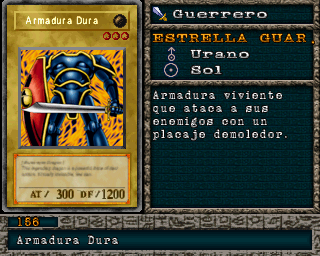 Armadura Dura
AT/ 300 DF/1200
Guerrero
ESTRELLA GUAR.
Urano
Sol
Armadura viviente
que ataca a sus
enemigos con un
placaje demoledor.
156
Armadura Dura